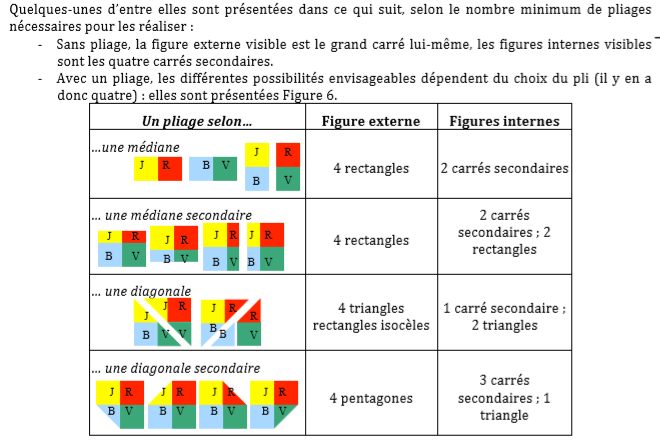 Quelques-unes d'entre elles sont présentées dans ce qui suit, selon le nombre minimum de pliages
nécessaires pour les réaliser :
- Sans pliage, la figure externe visible est le grand carré lui-même, les figures internes visibles
sont les quatre carrés secondaires.
- Avec un pliage, les différentes possibilités envisageables dépendent du choix du pli (il y en a
donc quatre) : elles sont présentées Figure 6.
Un pliage selon... Figure externe Figures internes
...une médiane
J R B V J R
B V
4 rectangles
2 carrés secondaires
... une médiane secondaire
J R J R J R J R
B V B V B V B V
4 rectangles
2 carrés
secondaires ; 2
rectangles
... une diagonale
J J R J R R
B V V B B V
4 triangles
rectangles isocèles
1 carré secondaire ;
2 triangles
... une diagonale secondaire
J R J R J R J R
B V B V B V B V
4 pentagones
3 carrés
secondaires ; 1
triangle